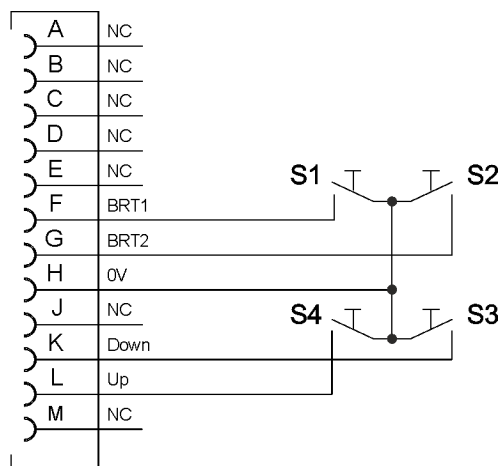 A NC
B NC
C NC
D NC
E NC
S1 S2
F BRT1
G BRT2
H 0V
J NC
S4 S3
K Down
L Up
M NC